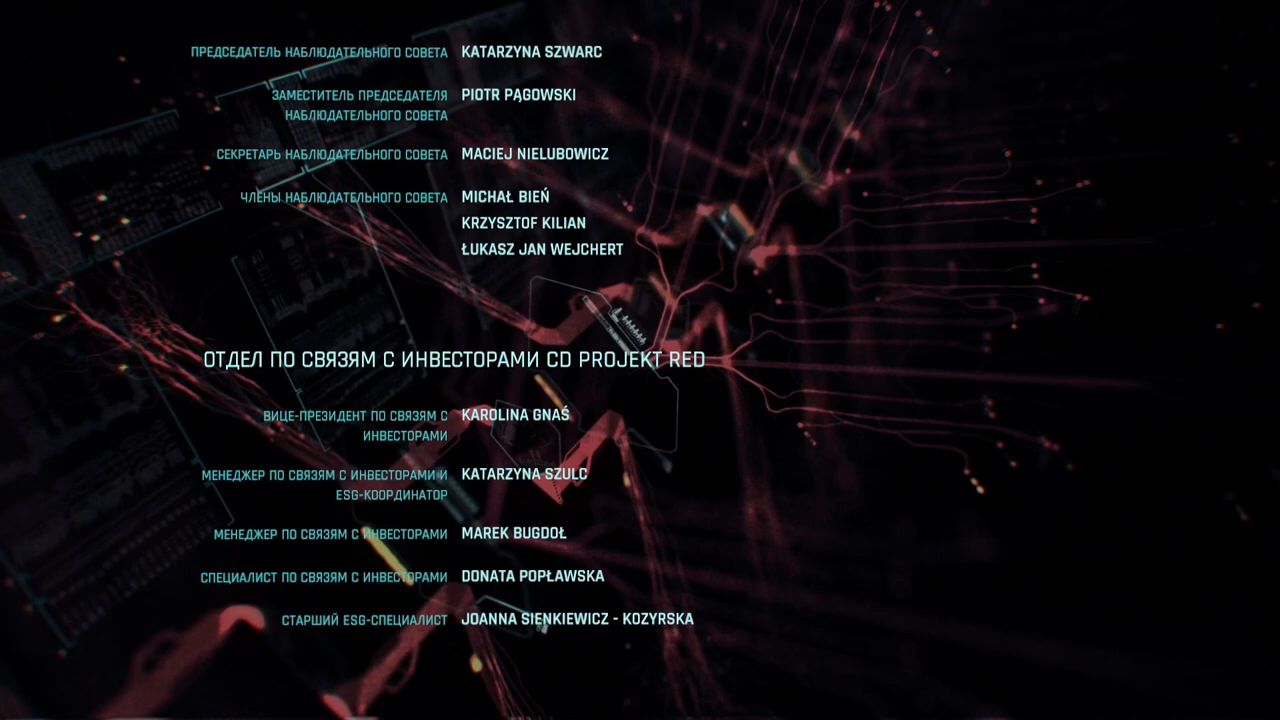 ПРЕДСЕДАТЕЛЬ НАБЛЮДАТЕЛЬНОГО СОВЕТА KATARZYNA SZWARC
ЗАМЕСТИТЕЛЬ ПРЕДСЕДАТЕЛЯ PIOTR PĄGOWSKI
НАБЛЮДАТЕЛЬНОГО СОВЕТА
СЕКРЕТАРЬ НАБЛЮДАТЕЛЬНОГО СОВЕТА MACIEJ NIELUBOWICZ
ЧЛЕНЫ НАБЛЮДАТЕЛЬНОГО СОВЕТА MICHAŁ BIEŃ
KRZYSZTOF KILIAN
ŁUKASZ JAN WEJCHERT
ОТДЕЛ ПО СВЯЗЯМ С ИНВЕСТОРАМИ CD PROJEKT RED
ВИЦЕ-ПРЕЗИДЕНТ ПО СВЯЗЯМ С KAROLINA GNAŚ
ИНВЕСТОРАМИ
МЕНЕДЖЕР ПО СВЯЗЯМ С ИНВЕСТОРАМИ И KATARZYNA SZULC
ESG-КООРДИНАТОР
МЕНЕДЖЕР ПО СВЯЗЯМ С ИНВЕСТОРАМИ MAREK BUGDOŁ
СПЕЦИАЛИСТ ПО СВЯЗЯМ С ИНВЕСТОРАМИ DONATA POPŁAWSKA
СТАРШИЙ ESG-СПЕЦИАЛИСТ JOANNA SIENKIEWICZ - KOZYRSKA